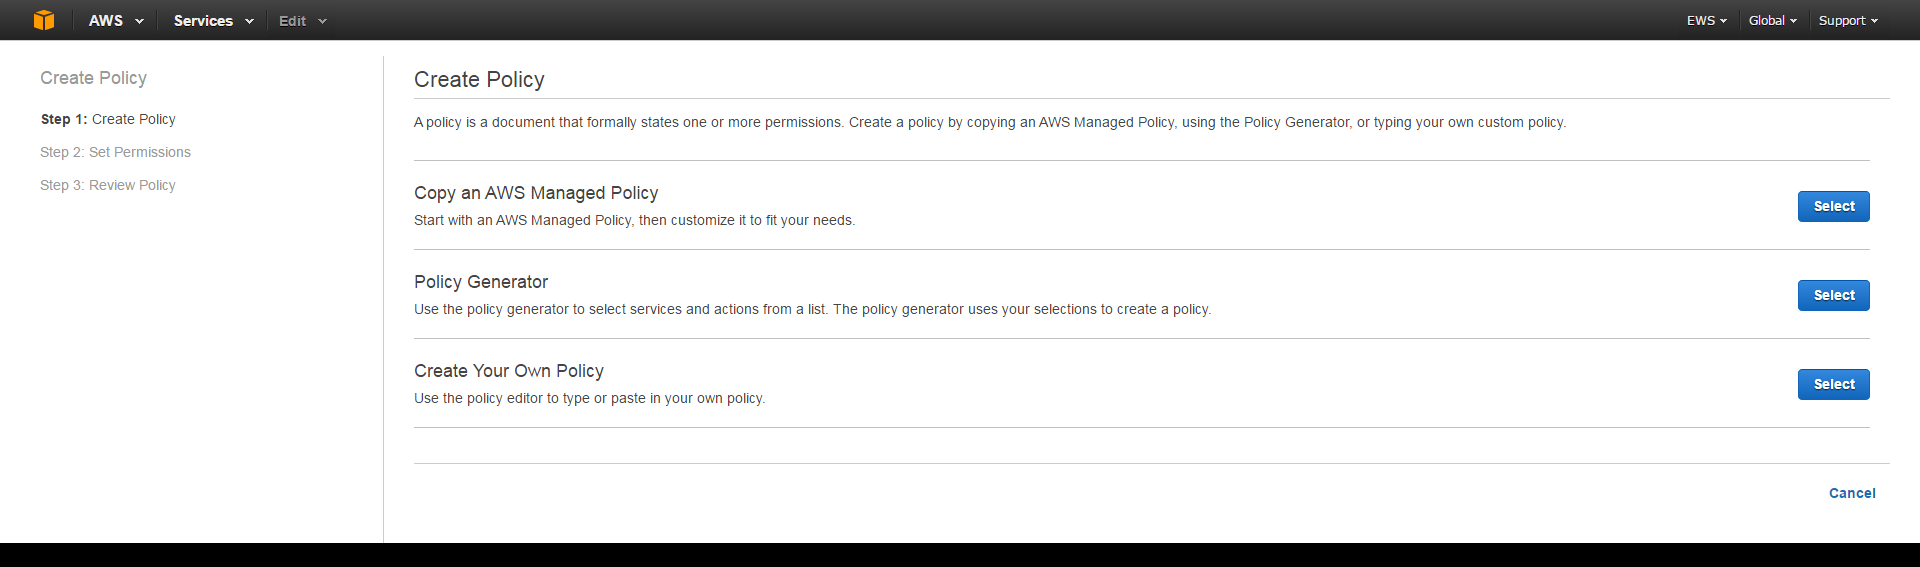 AWS Services Edit EWS Global Support
Create Policy
Step 1: Create Policy
Step 2: Set Permissions
Step 3: Review Policy
Create Policy
A policy is a document that formally states one or more permissions. Create a policy by copying an AWS Managed Policy, using the Policy Generator, or typing your own custom policy.
Copy an AWS Managed Policy
Start with an AWS Managed Policy, then customize it to fit your needs.
Select
Policy Generator
Use the policy generator to select services and actions from a list. The policy generator uses your selections to create a policy.
Select
Create Your Own Policy
Use the policy editor to type or paste in your own policy.
Select
Cancel